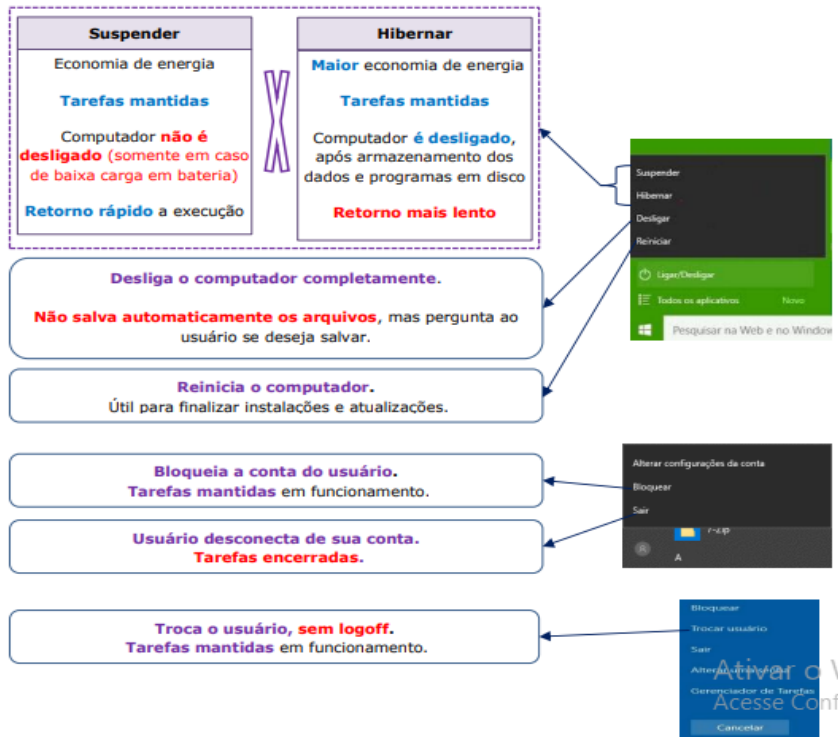 Suspender
Economia de energia
Tarefas mantidas
Computador não é
desligado (somente em caso
de baixa carga em bateria)
Retorno rápido a execução
Hibernar
Maior economia de energia
Tarefas mantidas
Computador é desligado,
após armazenamento dos
dados e programas em disco
Retorno mais lento
Suspender
Hibernar
Desligar
Reiniciar
Ligar/Desligar
Todos os aplicativos Novo
Pesquisar na Web e no Window
Desliga o computador completamente.
Não salva automaticamente os arquivos, mas pergunta ao
usuário se deseja salvar.
Reinicia o computador.
Útil para finalizar instalações e atualizações.
Bloqueia a conta do usuário.
Tarefas mantidas em funcionamento.
Usuário desconecta de sua conta.
Tarefas encerradas.
Alterar configurações da conta
Bloquear
Sair
7-Zip
A
Troca o usuário, sem logoff.
Tarefas mantidas em funcionamento.
Bloquear
Trocar usuário
Sair
Alterar uma senha
Gerenciador de Tarefas
Cancelar
Ativar o
Acesse Conf